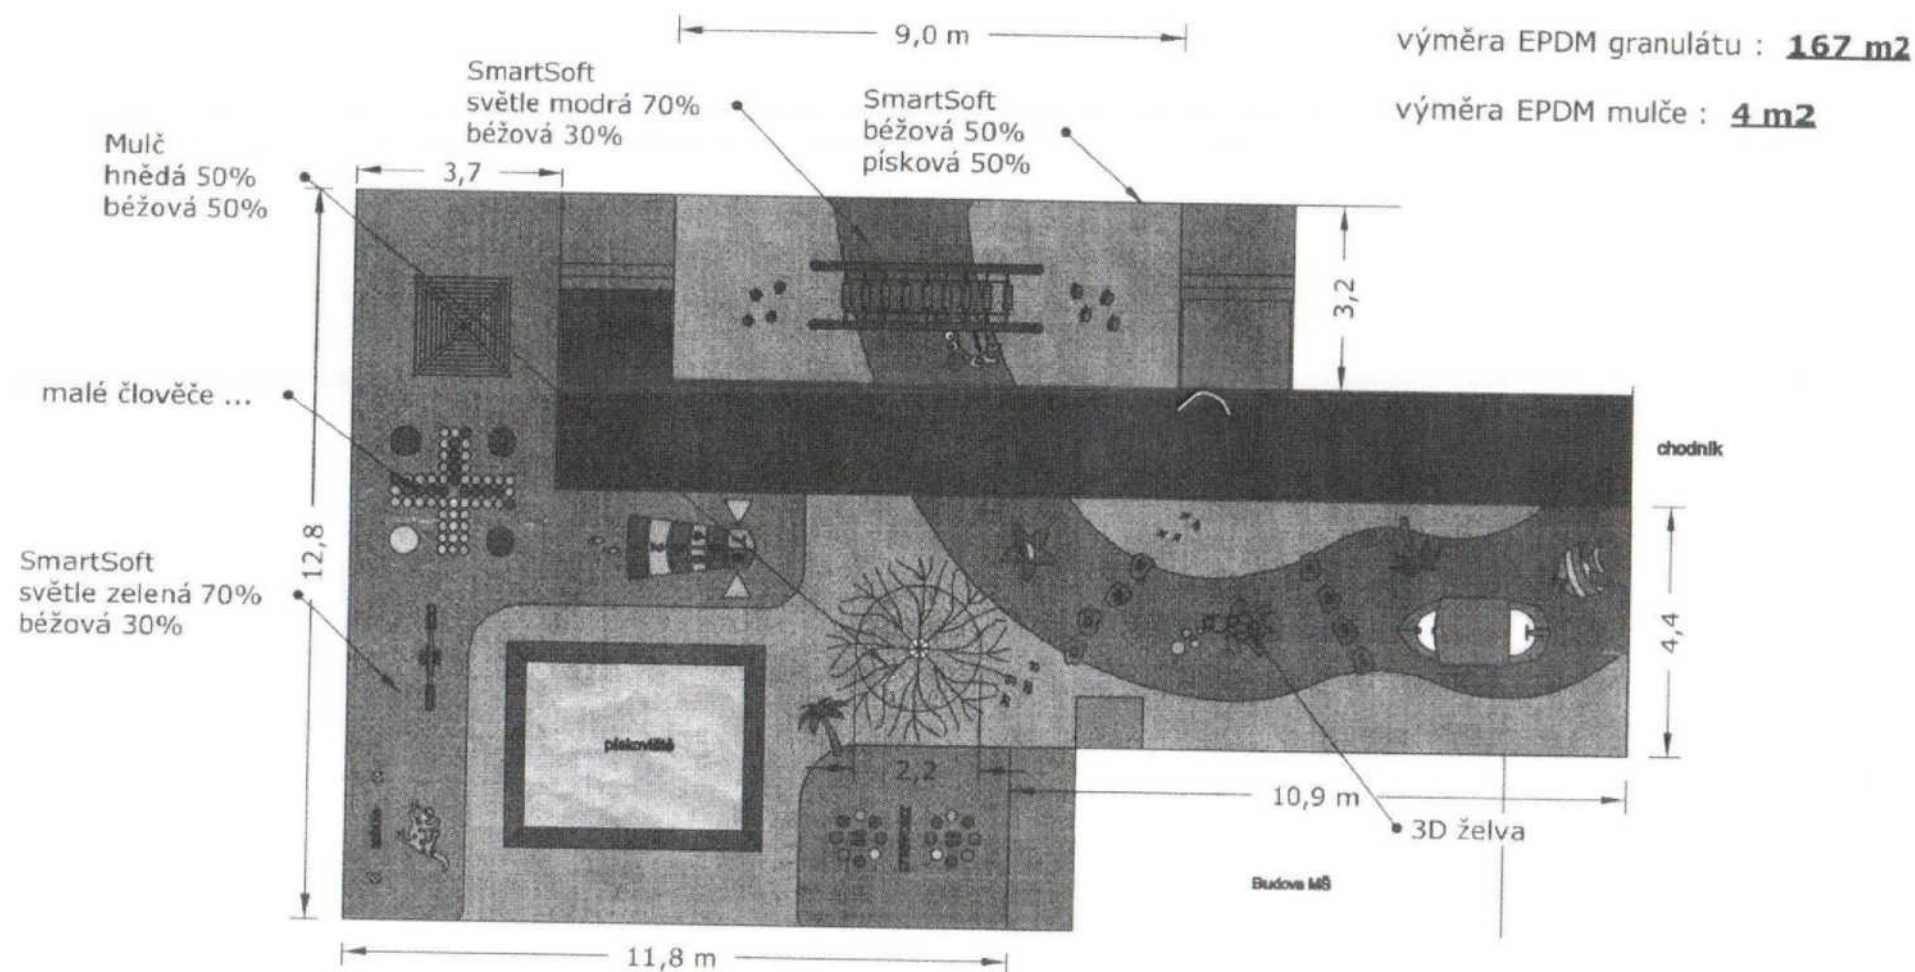 9,0 m
výměra EPDM granulátu : 167 m2
výměra EPDM mulče : 4 m2
SmartSoft
světle modrá 70%
béžová 30%
SmartSoft
béžová 50%
písková 50%
Mulč
hnědá 50%
béžová 50%
3,7
3,2
malé člověče ...
chodník
12,8
SmartSoft
světle zelená 70%
béžová 30%
4,4
pískoviště
2,2
10,9 m
3D želva
Budova MŠ
11,8 m